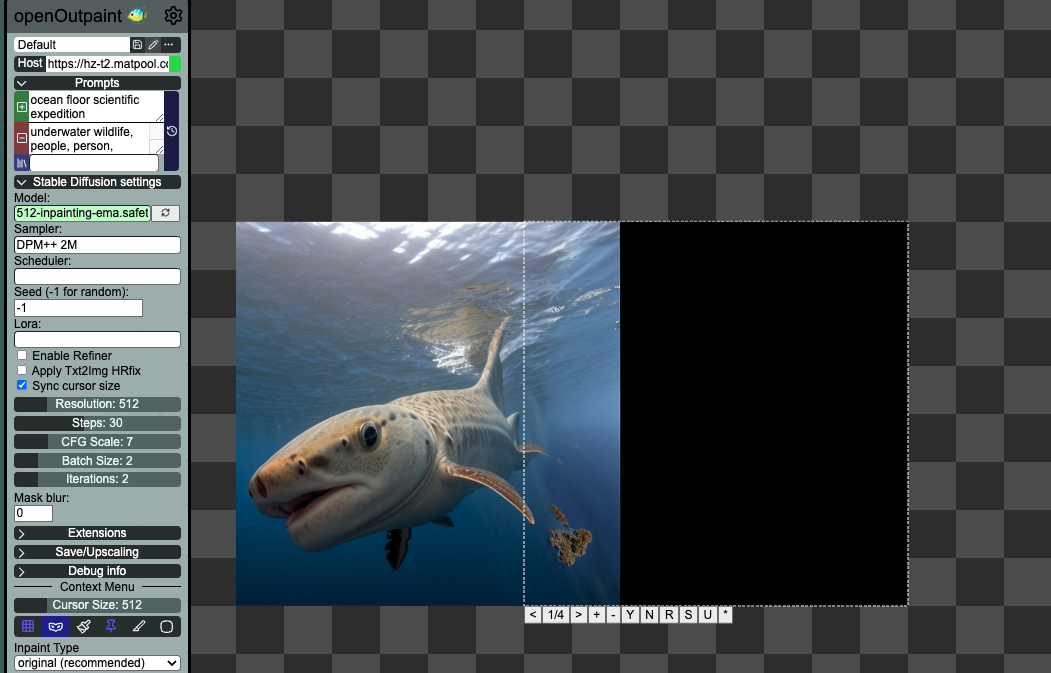 openOutpaint
Default
Host https://hz-t2.matpool.co
Prompts
ocean floor scientific
expedition
underwater wildlife,
people, person,
Stable Diffusion settings
Model:
512-inpainting-ema.safet
Sampler:
DPM++ 2M
Scheduler:
Seed (-1 for random):
-1
Lora:
Enable Refiner
Apply Txt2Img HRfix
Sync cursor size
Resolution: 512
Steps: 30
CFG Scale: 7
Batch Size: 2
Iterations: 2
Mask blur:
0
Extensions
Save/Upscaling
Debug info
Context Menu
Cursor Size: 512
Inpaint Type
original (recommended)
< 1/4 > + - Y N R S U *